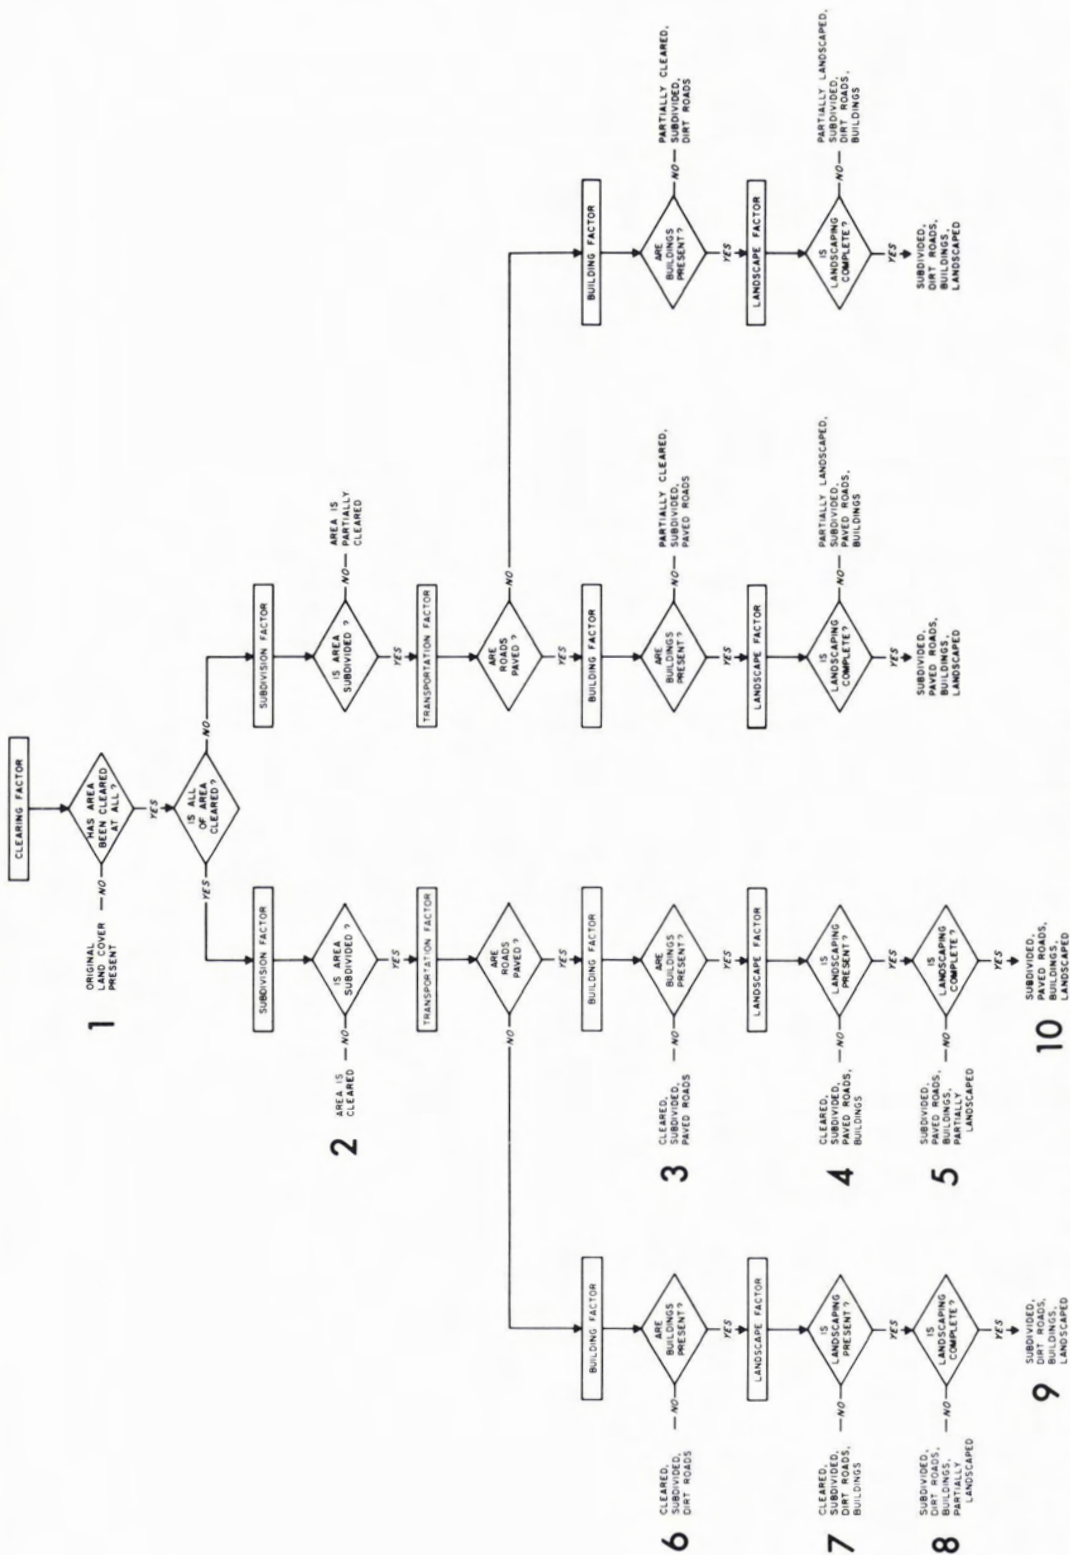 CLEARING FACTOR
HAS AREA
BEEN CLEARED
AT ALL?
NO
ORIGINAL
LAND COVER
PRESENT
1
YES
IS ALL
OF AREA
CLEARED?
YES
NO
SUBDIVISION FACTOR
IS AREA
SUBDIVIDED?
NO
AREA IS
CLEARED
2
YES
TRANSPORTATION FACTOR
ARE
ROADS
PAVED?
NO
YES
BUILDING FACTOR
ARE
BUILDINGS
PRESENT?
NO
CLEARED,
SUBDIVIDED,
DIRT ROADS
6
YES
LANDSCAPE FACTOR
IS
LANDSCAPING
PRESENT?
NO
CLEARED,
SUBDIVIDED,
DIRT ROADS,
BUILDINGS
7
YES
IS
LANDSCAPING
COMPLETE?
NO
SUBDIVIDED,
DIRT ROADS,
BUILDINGS,
PARTIALLY
LANDSCAPED
8
YES
SUBDIVIDED,
DIRT ROADS,
BUILDINGS,
LANDSCAPED
9
BUILDING FACTOR
ARE
BUILDINGS
PRESENT?
NO
CLEARED,
SUBDIVIDED,
PAVED ROADS
3
YES
LANDSCAPE FACTOR
IS
LANDSCAPING
PRESENT?
NO
CLEARED,
SUBDIVIDED,
PAVED ROADS,
BUILDINGS
4
YES
IS
LANDSCAPING
COMPLETE?
NO
SUBDIVIDED,
PAVED ROADS,
BUILDINGS,
PARTIALLY
LANDSCAPED
5
YES
SUBDIVIDED,
PAVED ROADS,
BUILDINGS,
LANDSCAPED
10
SUBDIVISION FACTOR
IS AREA
SUBDIVIDED?
NO
AREA IS
PARTIALLY
CLEARED
YES
TRANSPORTATION FACTOR
ARE
ROADS
PAVED?
NO
YES
BUILDING FACTOR
ARE
BUILDINGS
PRESENT?
NO
PARTIALLY CLEARED,
SUBDIVIDED,
PAVED ROADS
YES
LANDSCAPE FACTOR
IS
LANDSCAPING
COMPLETE?
NO
PARTIALLY LANDSCAPED,
SUBDIVIDED,
PAVED ROADS,
BUILDINGS
YES
SUBDIVIDED,
PAVED ROADS,
BUILDINGS,
LANDSCAPED
BUILDING FACTOR
ARE
BUILDINGS
PRESENT?
NO
PARTIALLY CLEARED,
SUBDIVIDED,
DIRT ROADS
YES
LANDSCAPE FACTOR
IS
LANDSCAPING
COMPLETE?
NO
PARTIALLY LANDSCAPED,
SUBDIVIDED,
DIRT ROADS,
BUILDINGS
YES
SUBDIVIDED,
DIRT ROADS,
BUILDINGS,
LANDSCAPED